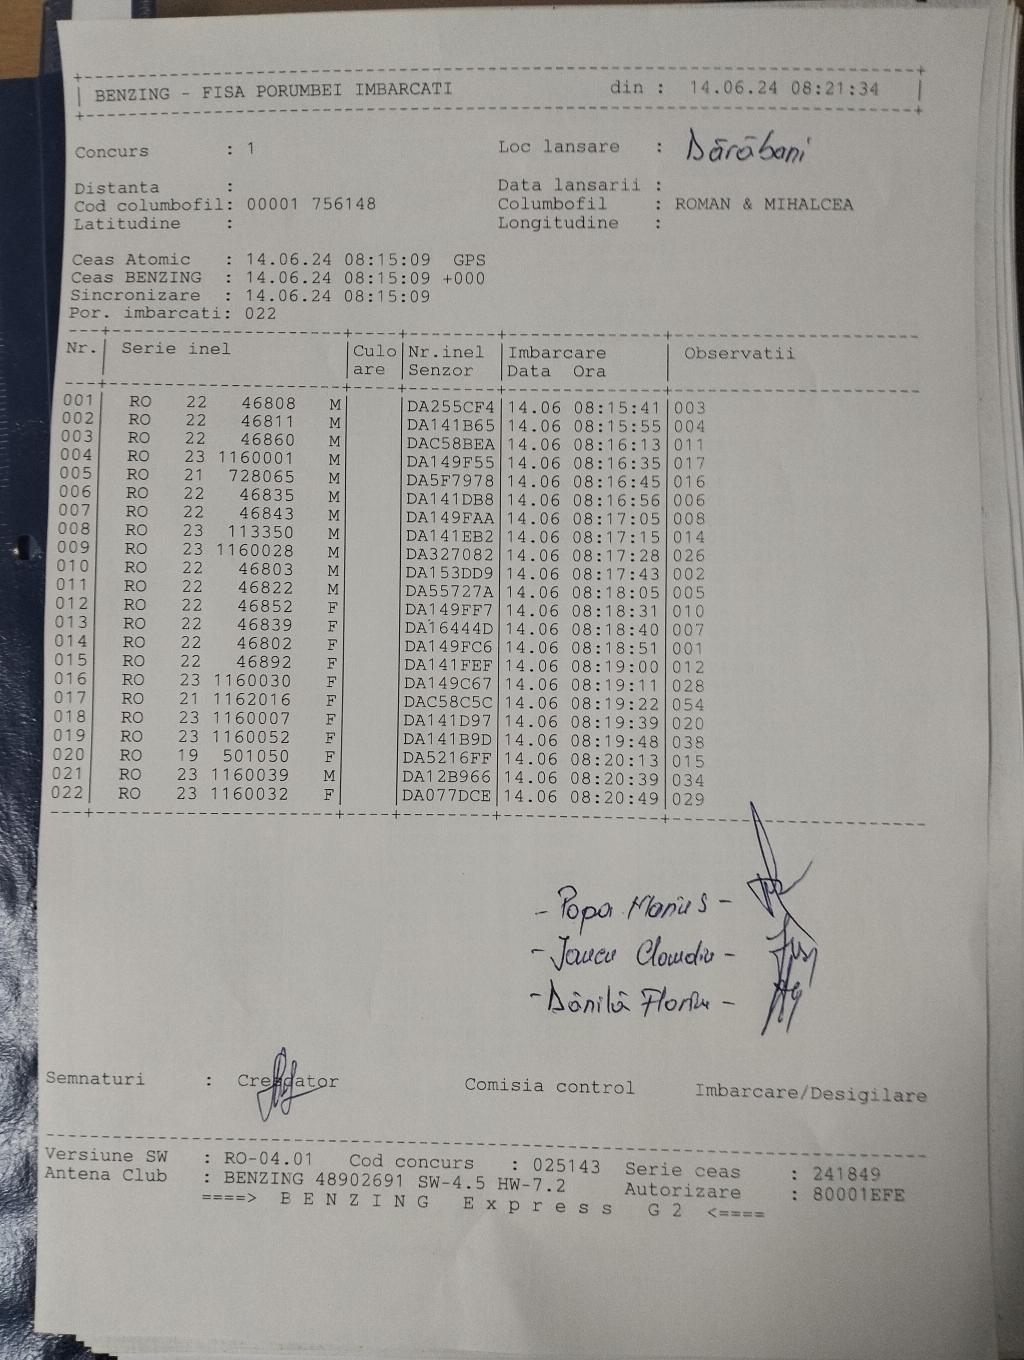 BENZING - FISA PORUMBEI IMBARCATI din : 14.06.24 08:21:34
Concurs : 1 Loc lansare : Dărăbani
Distanta : Data lansarii :
Cod columbofil: 00001 756148 Columbofil : ROMAN & MIHALCEA
Latitudine : Longitudine :
Ceas Atomic : 14.06.24 08:15:09 GPS
Ceas BENZING : 14.06.24 08:15:09 +000
Sincronizare : 14.06.24 08:15:09
Por. imbarcati: 022
Nr. Serie inel Culo Nr.inel Imbarcare Observatii
are Senzor Data Ora
001 RO 22 46808 M DA255CF4 14.06 08:15:41 003
002 RO 22 46811 M DA141B65 14.06 08:15:55 004
003 RO 22 46860 M DAC58BEA 14.06 08:16:13 011
004 RO 23 1160001 M DA149F55 14.06 08:16:35 017
005 RO 21 728065 M DA5F7978 14.06 08:16:45 016
006 RO 22 46835 M DA141DB8 14.06 08:16:56 006
007 RO 22 46843 M DA149FAA 14.06 08:17:05 008
008 RO 23 113350 M DA141EB2 14.06 08:17:15 014
009 RO 23 1160028 M DA327082 14.06 08:17:28 026
010 RO 22 46803 M DA153DD9 14.06 08:17:43 002
011 RO 22 46822 M DA55727A 14.06 08:18:05 005
012 RO 22 46852 F DA149FF7 14.06 08:18:31 010
013 RO 22 46839 F DA16444D 14.06 08:18:40 007
014 RO 22 46802 F DA149FC6 14.06 08:18:51 001
015 RO 22 46892 F DA141FEF 14.06 08:19:00 012
016 RO 23 1160030 F DA149C67 14.06 08:19:11 028
017 RO 21 1162016 F DAC58C5C 14.06 08:19:22 054
018 RO 23 1160007 F DA141D97 14.06 08:19:39 020
019 RO 23 1160052 F DA141B9D 14.06 08:19:48 038
020 RO 19 501050 F DA5216FF 14.06 08:20:13 015
021 RO 23 1160039 M DA12B966 14.06 08:20:39 034
022 RO 23 1160032 F DA077DCE 14.06 08:20:49 029
- Popa Marius -
- Iancu Claudiu -
- Dănilă Florin -
Semnaturi : Crescator Comisia control Imbarcare/Desigilare
Versiune SW : RO-04.01 Cod concurs : 025143 Serie ceas : 241849
Antena Club : BENZING 48902691 SW-4.5 HW-7.2 Autorizare : 80001EFE
====> B E N Z I N G E x p r e s s G 2 <====